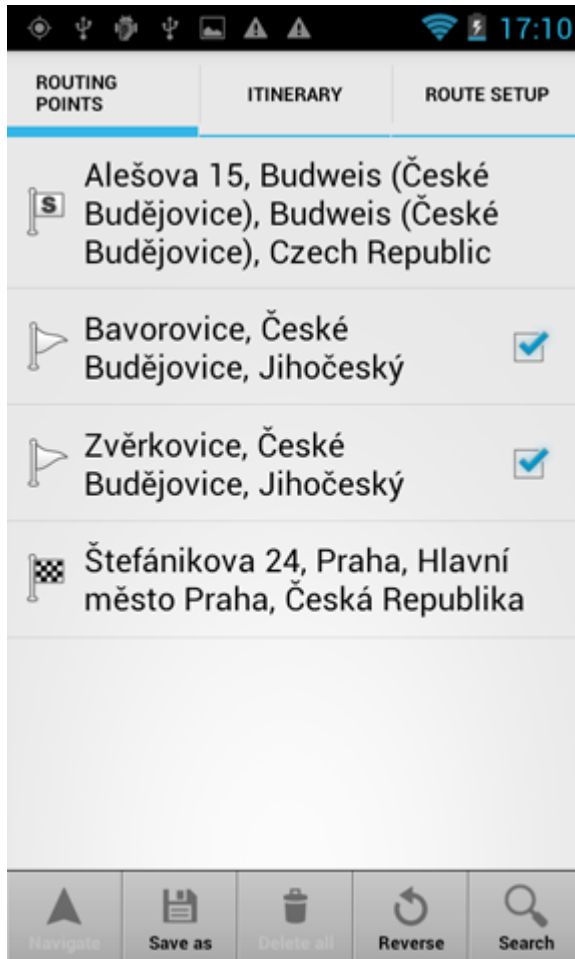 17:10
ROUTING
POINTS
ITINERARY
ROUTE SETUP
S
Alešova 15, Budweis (České
Budějovice), Budweis (České
Budějovice), Czech Republic
Bavorovice, České
Budějovice, Jihočeský
Zvěrkovice, České
Budějovice, Jihočeský
Štefánikova 24, Praha, Hlavní
město Praha, Česká Republika
Navigate
Save as
Delete all
Reverse
Search